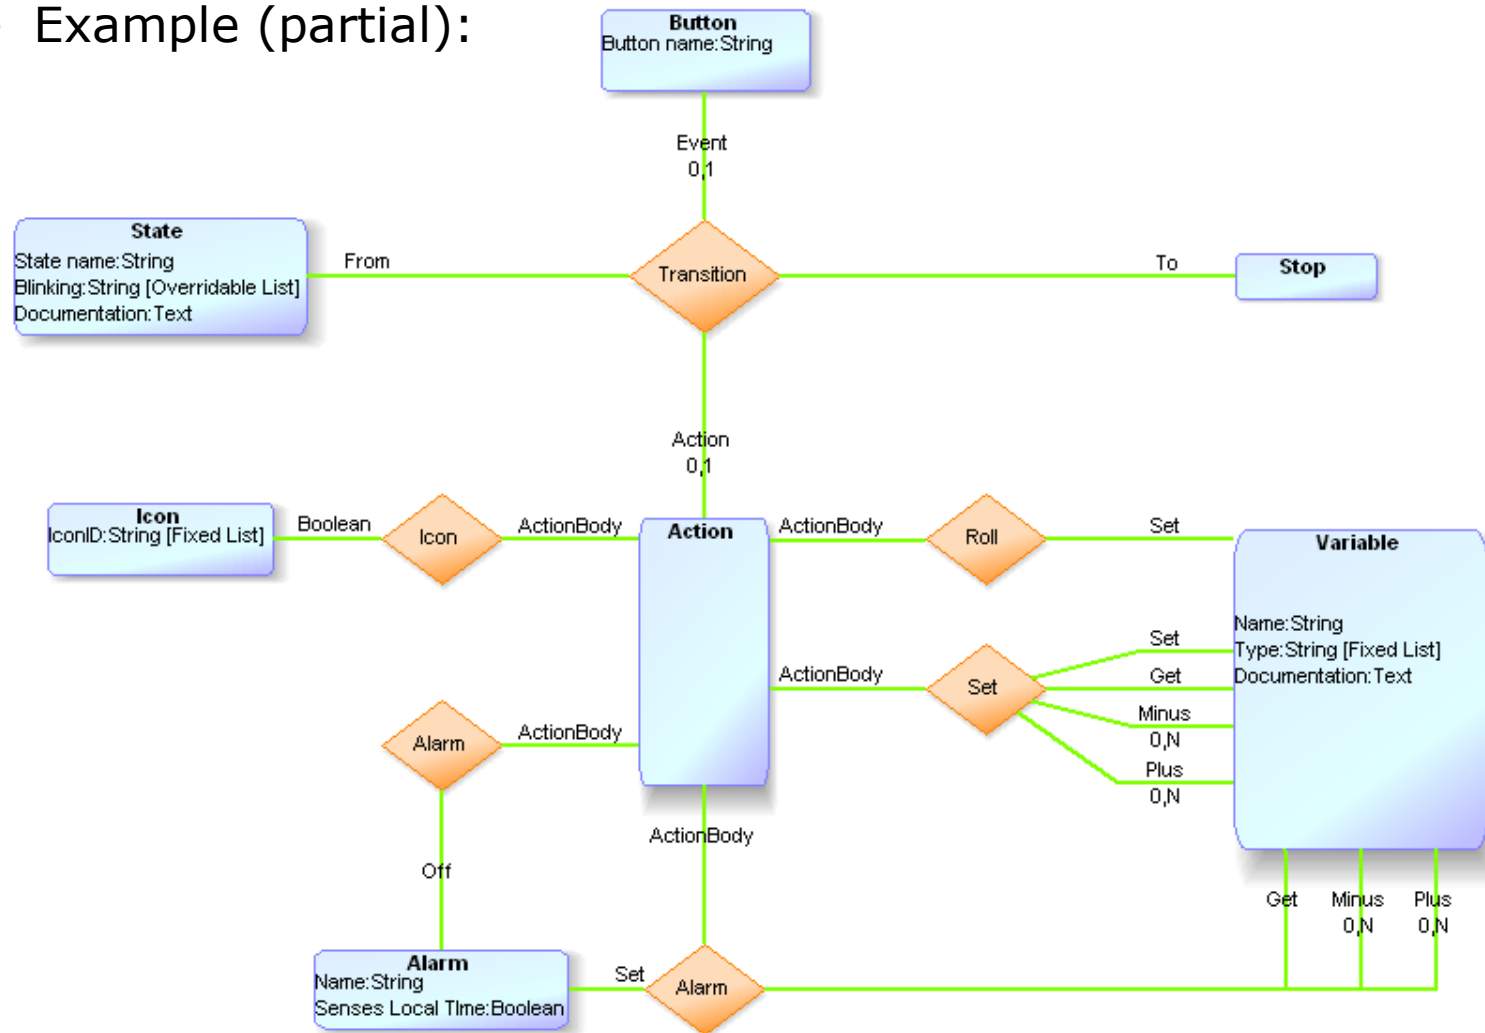 Example (partial):
Button
Button name:String
Event
0,1
State
State name:String
Blinking:String [Overridable List]
Documentation:Text
From
Transition
To
Stop
Action
0,1
Icon
IconID:String [Fixed List]
Boolean
Icon
ActionBody
Action
ActionBody
Roll
Set
Variable
Name:String
Type:String [Fixed List]
Documentation:Text
ActionBody
Set
Set
Get
Minus
0,N
Plus
0,N
Alarm
ActionBody
Off
ActionBody
Get
Minus
0,N
Plus
0,N
Alarm
Name:String
Senses Local TIme:Boolean
Set
Alarm